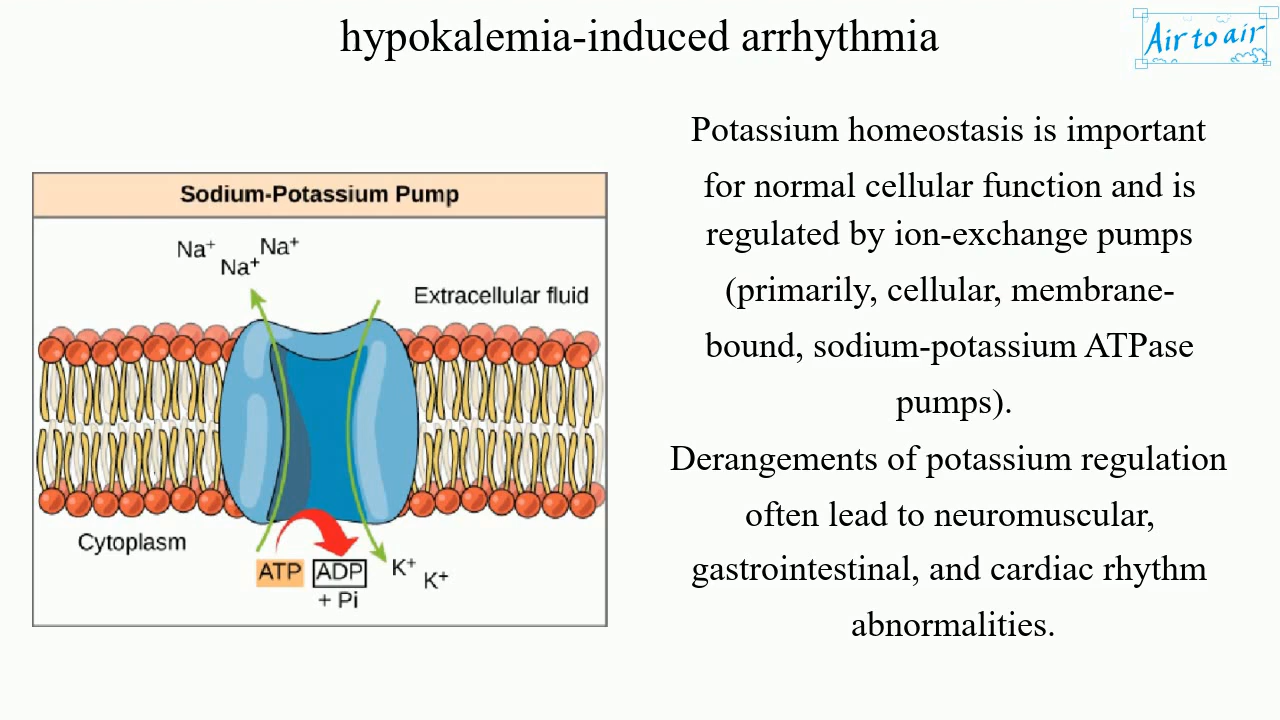 hypokalemia-induced arrhythmia
Air to air
Sodium-Potassium Pump
Na⁺
Na⁺
Na⁺
Extracellular fluid
Cytoplasm
ATP
ADP
+ Pi
K⁺
K⁺
Potassium homeostasis is important
for normal cellular function and is
regulated by ion-exchange pumps
(primarily, cellular, membrane-
bound, sodium-potassium ATPase
pumps).
Derangements of potassium regulation
often lead to neuromuscular,
gastrointestinal, and cardiac rhythm
abnormalities.